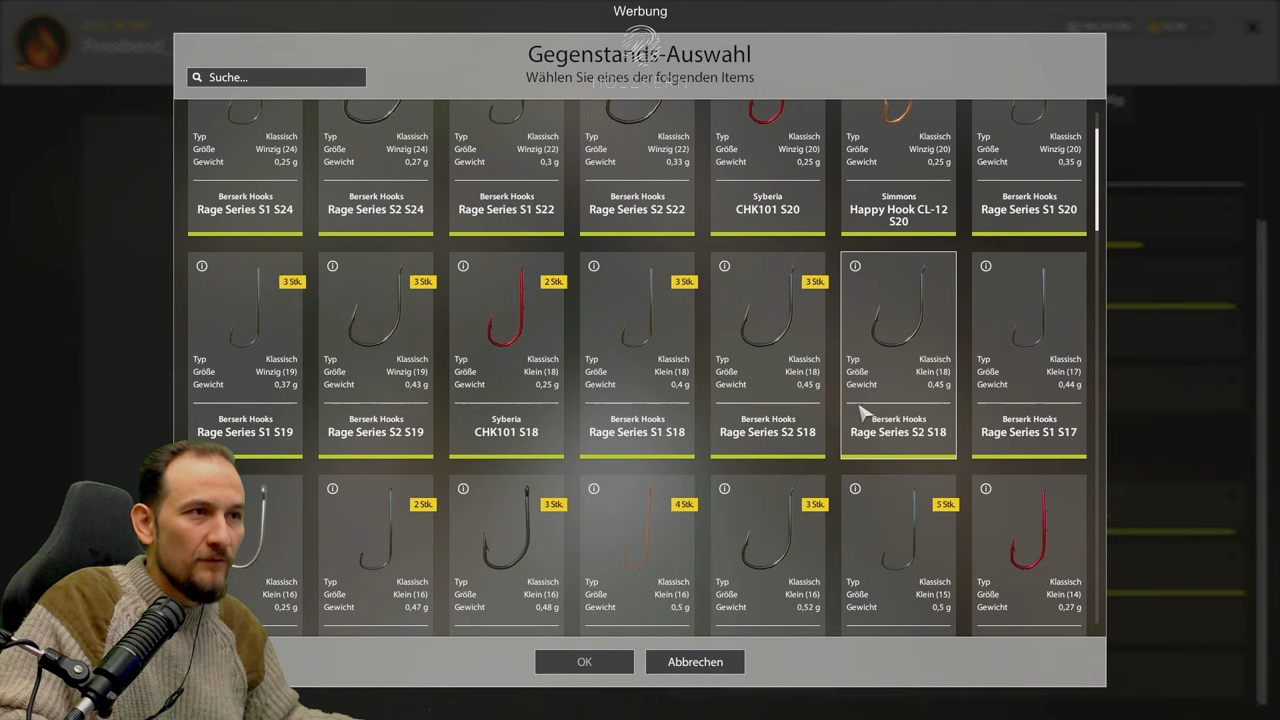 Werbung
Gegenstands-Auswahl
Suche...
Wählen Sie eines der folgenden Items
HOLZKERN
Typ Klassisch Typ Klassisch Typ Klassisch Typ Klassisch Typ Klassisch Typ Klassisch Typ Klassisch
Größe Winzig (24) Größe Winzig (24) Größe Winzig (22) Größe Winzig (22) Größe Winzig (20) Größe Winzig (20) Größe Winzig (20)
Gewicht 0,25 g Gewicht 0,27 g Gewicht 0,3 g Gewicht 0,33 g Gewicht 0,25 g Gewicht 0,25 g Gewicht 0,35 g
Berserk Hooks Berserk Hooks Berserk Hooks Berserk Hooks Syberia Simmons Berserk Hooks
Rage Series S1 S24 Rage Series S2 S24 Rage Series S1 S22 Rage Series S2 S22 CHK101 S20 Happy Hook CL-12 Rage Series S1 S20
S20
3 Stk. 3 Stk. 2 Stk. 3 Stk. 3 Stk.
Typ Klassisch Typ Klassisch Typ Klassisch Typ Klassisch Typ Klassisch Typ Klassisch Typ Klassisch
Größe Winzig (19) Größe Winzig (19) Größe Klein (18) Größe Klein (18) Größe Klein (18) Größe Klein (18) Größe Klein (17)
Gewicht 0,37 g Gewicht 0,43 g Gewicht 0,25 g Gewicht 0,4 g Gewicht 0,45 g Gewicht 0,45 g Gewicht 0,44 g
Berserk Hooks Berserk Hooks Syberia Berserk Hooks Berserk Hooks Berserk Hooks Berserk Hooks
Rage Series S1 S19 Rage Series S2 S19 CHK101 S18 Rage Series S1 S18 Rage Series S2 S18 Rage Series S2 S18 Rage Series S1 S17
2 Stk. 3 Stk. 4 Stk. 3 Stk. 5 Stk.
Klassisch Typ Klassisch Typ Klassisch Typ Klassisch Typ Klassisch Typ Klassisch Typ Klassisch
Klein (16) Größe Klein (16) Größe Klein (16) Größe Klein (16) Größe Klein (16) Größe Klein (15) Größe Klein (14)
0,25 g Gewicht 0,47 g Gewicht 0,48 g Gewicht 0,5 g Gewicht 0,52 g Gewicht 0,5 g Gewicht 0,27 g
OK Abbrechen